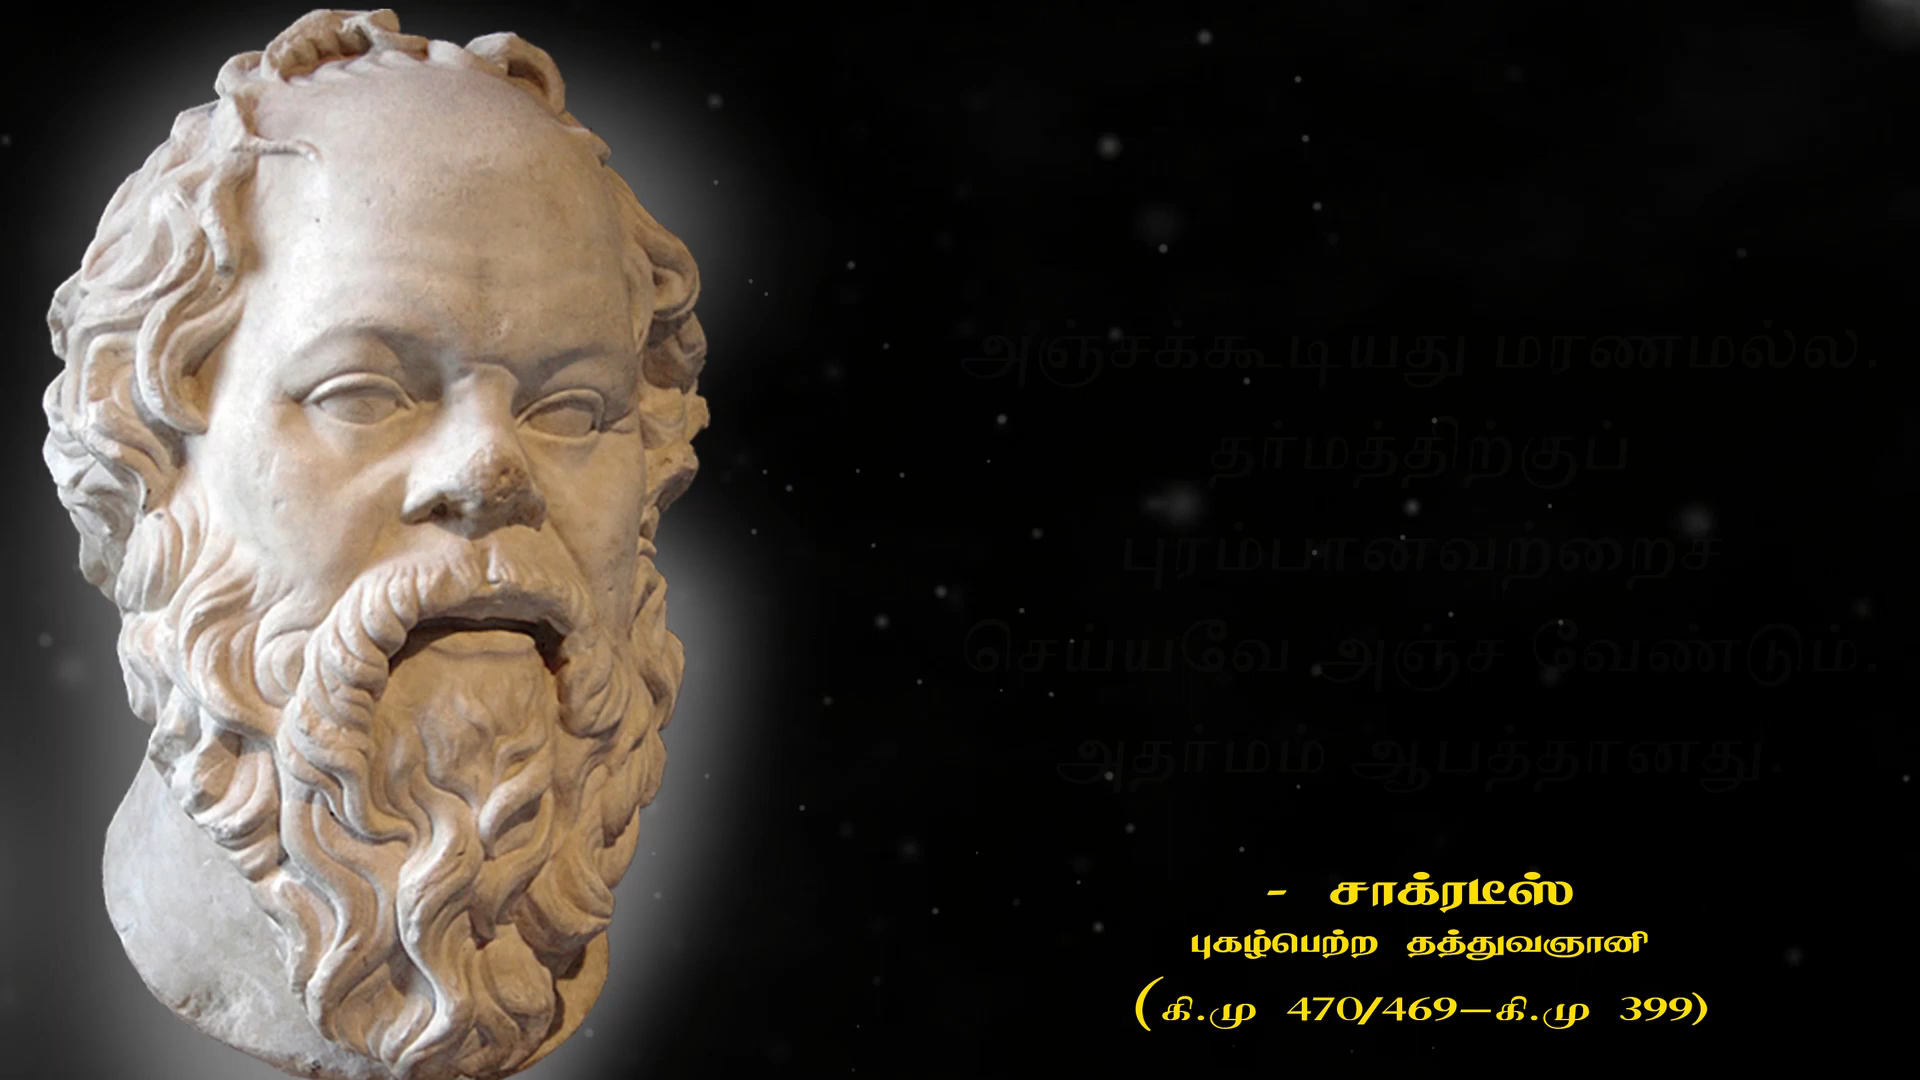 அஞ்சக்கூடியது மரணமல்ல.
தர்மத்திற்குப்
புரம்பானவற்றைச்
செய்யவே அஞ்ச வேண்டும்.
அதர்மம் ஆபத்தானது.
- சாக்ரடீஸ்
புகழ்பெற்ற தத்துவஞானி
(கி.மு 470/469–கி.மு 399)